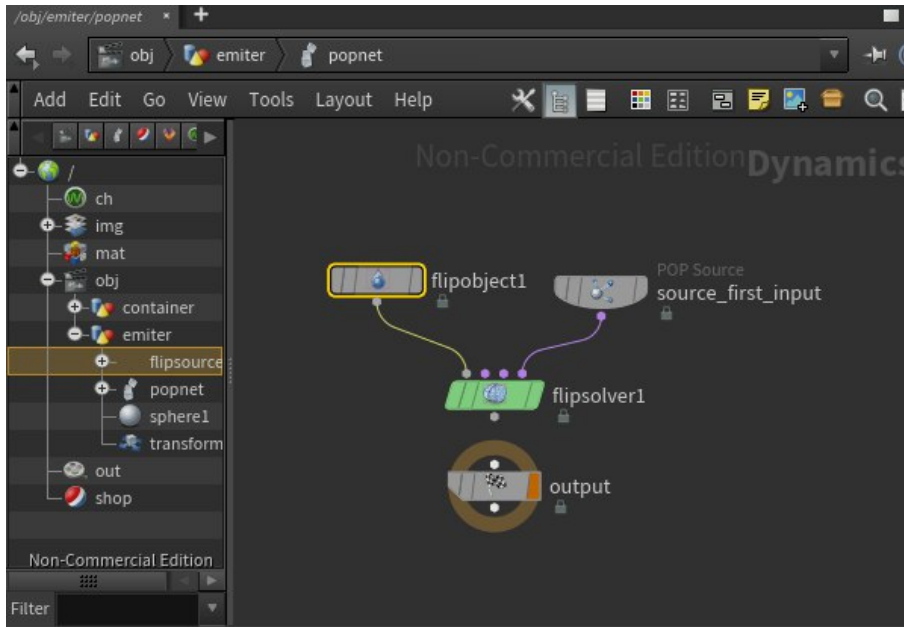 /obj/emiter/popnet × +
obj emiter popnet
Add Edit Go View Tools Layout Help
Non-Commercial Edition Dynamics
/
ch
img
mat
obj
container
emiter
flipsource
popnet
sphere1
transform
out
shop
Non-Commercial Edition
Filter
flipobject1
POP Source
source_first_input
flipsolver1
output